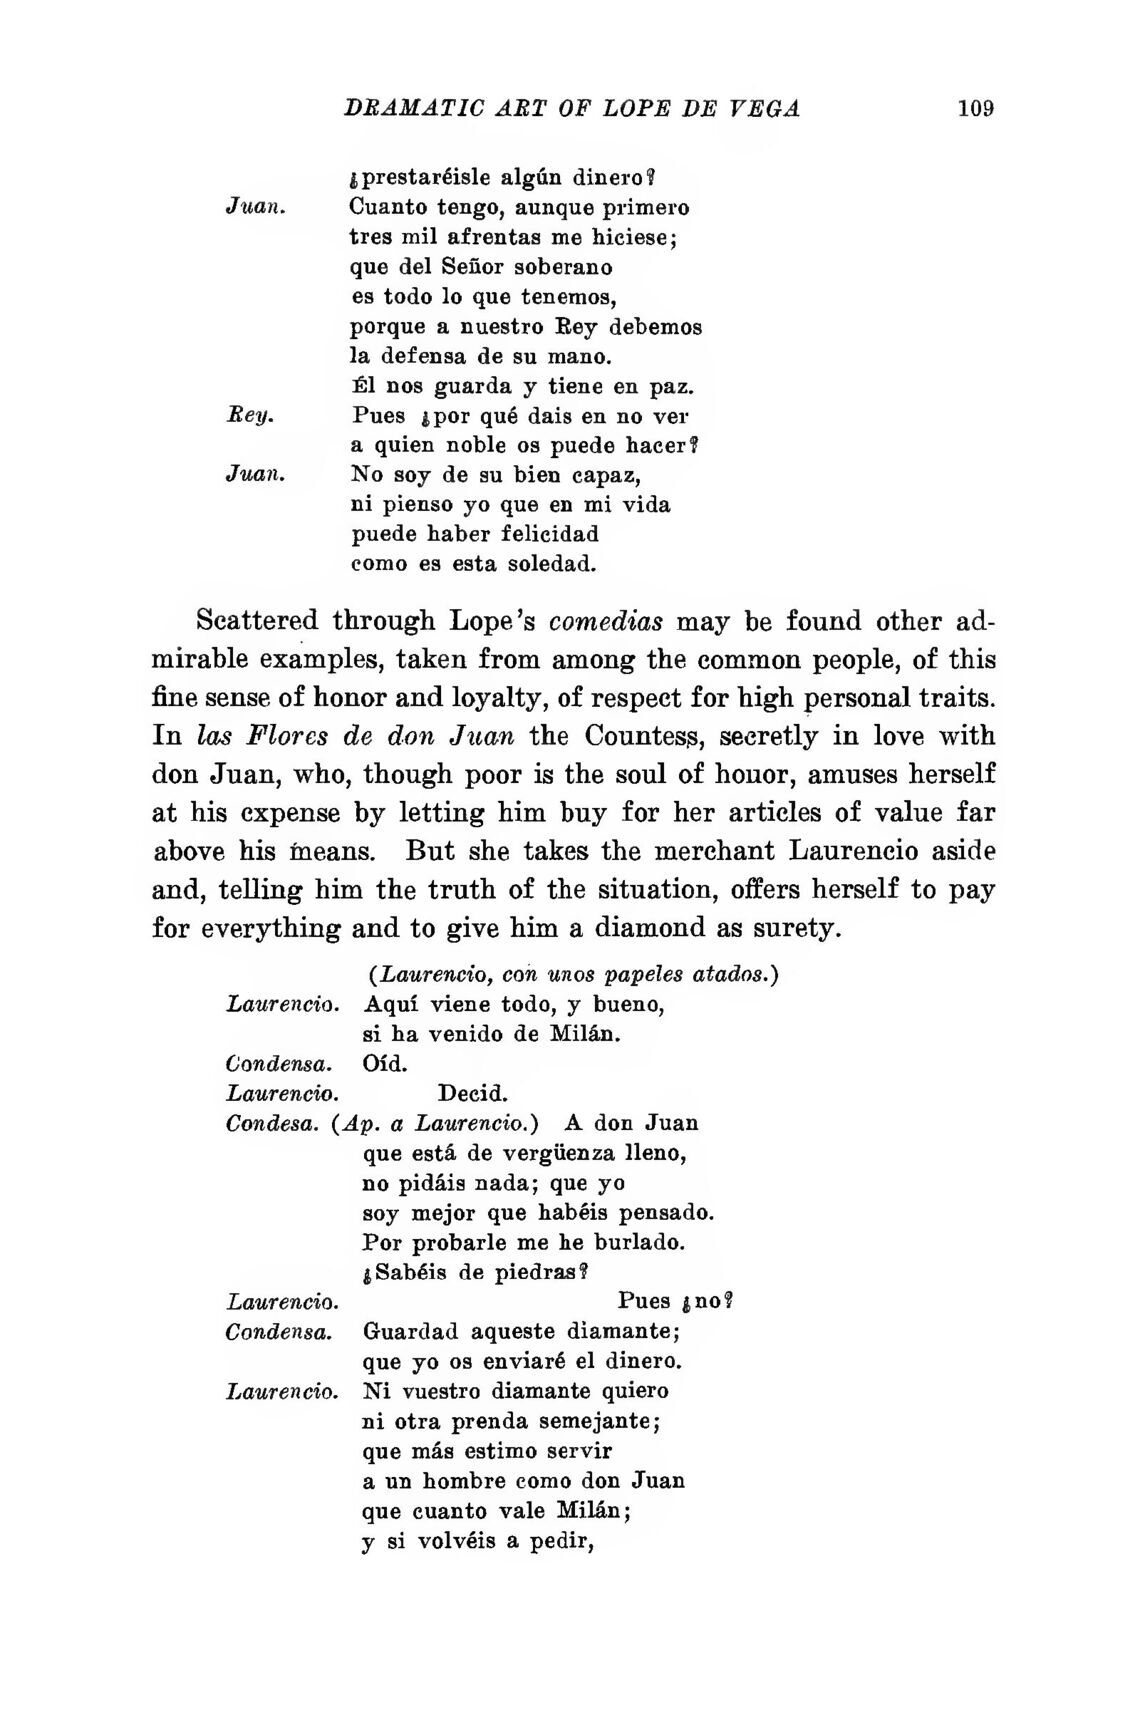 DRAMATIC ART OF LOPE DE VEGA 109
¿prestaréisle algún dinero?
Juan. Cuanto tengo, aunque primero
tres mil afrentas me hiciese;
que del Señor soberano
es todo lo que tenemos,
porque a nuestro Rey debemos
la defensa de su mano.
Él nos guarda y tiene en paz.
Rey. Pues ¿por qué dais en no ver
a quien noble os puede hacer?
Juan. No soy de su bien capaz,
ni pienso yo que en mi vida
puede haber felicidad
como es esta soledad.
Scattered through Lope's comedias may be found other ad-
mirable examples, taken from among the common people, of this
fine sense of honor and loyalty, of respect for high personal traits.
In las Flores de don Juan the Countess, secretly in love with
don Juan, who, though poor is the soul of honor, amuses herself
at his expense by letting him buy for her articles of value far
above his means. But she takes the merchant Laurencio aside
and, telling him the truth of the situation, offers herself to pay
for everything and to give him a diamond as surety.
(Laurencio, con unos papeles atados.)
Laurencio. Aquí viene todo, y bueno,
si ha venido de Milán.
Condensa. Oíd.
Laurencio. Decid.
Condesa. (Ap. a Laurencio.) A don Juan
que está de vergüenza lleno,
no pidáis nada; que yo
soy mejor que habéis pensado.
Por probarle me he burlado.
¿Sabéis de piedras?
Laurencio. Pues ¿no?
Condensa. Guardad aqueste diamante;
que yo os enviaré el dinero.
Laurencio. Ni vuestro diamante quiero
ni otra prenda semejante;
que más estimo servir
a un hombre como don Juan
que cuanto vale Milán;
y si volvéis a pedir,